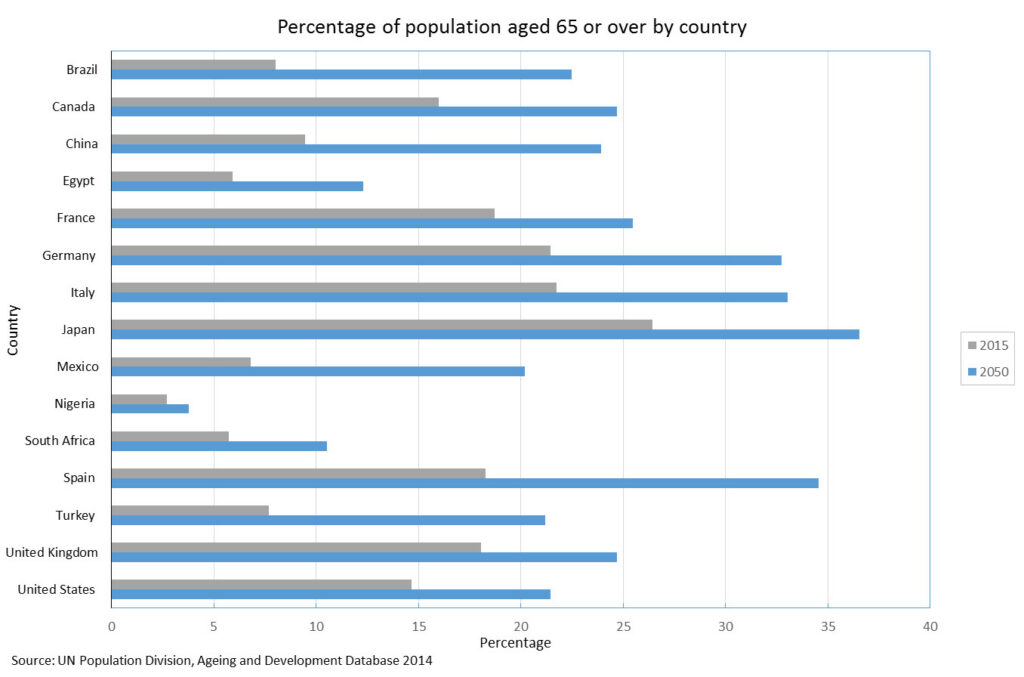 Percentage of population aged 65 or over by country
Country
Brazil
Canada
China
Egypt
France
Germany
Italy
Japan
Mexico
Nigeria
South Africa
Spain
Turkey
United Kingdom
United States
2015
2050
0 5 10 15 20 25 30 35 40
Percentage
Source: UN Population Division, Ageing and Development Database 2014